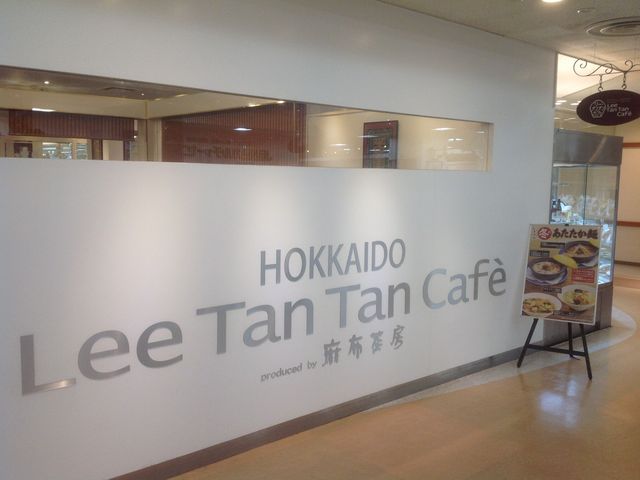 HOKKAIDO
Lee Tan Tan Cafè
produced by 麻布茶房
Lee
Tan Tan
Cafè
冬あたたか麺